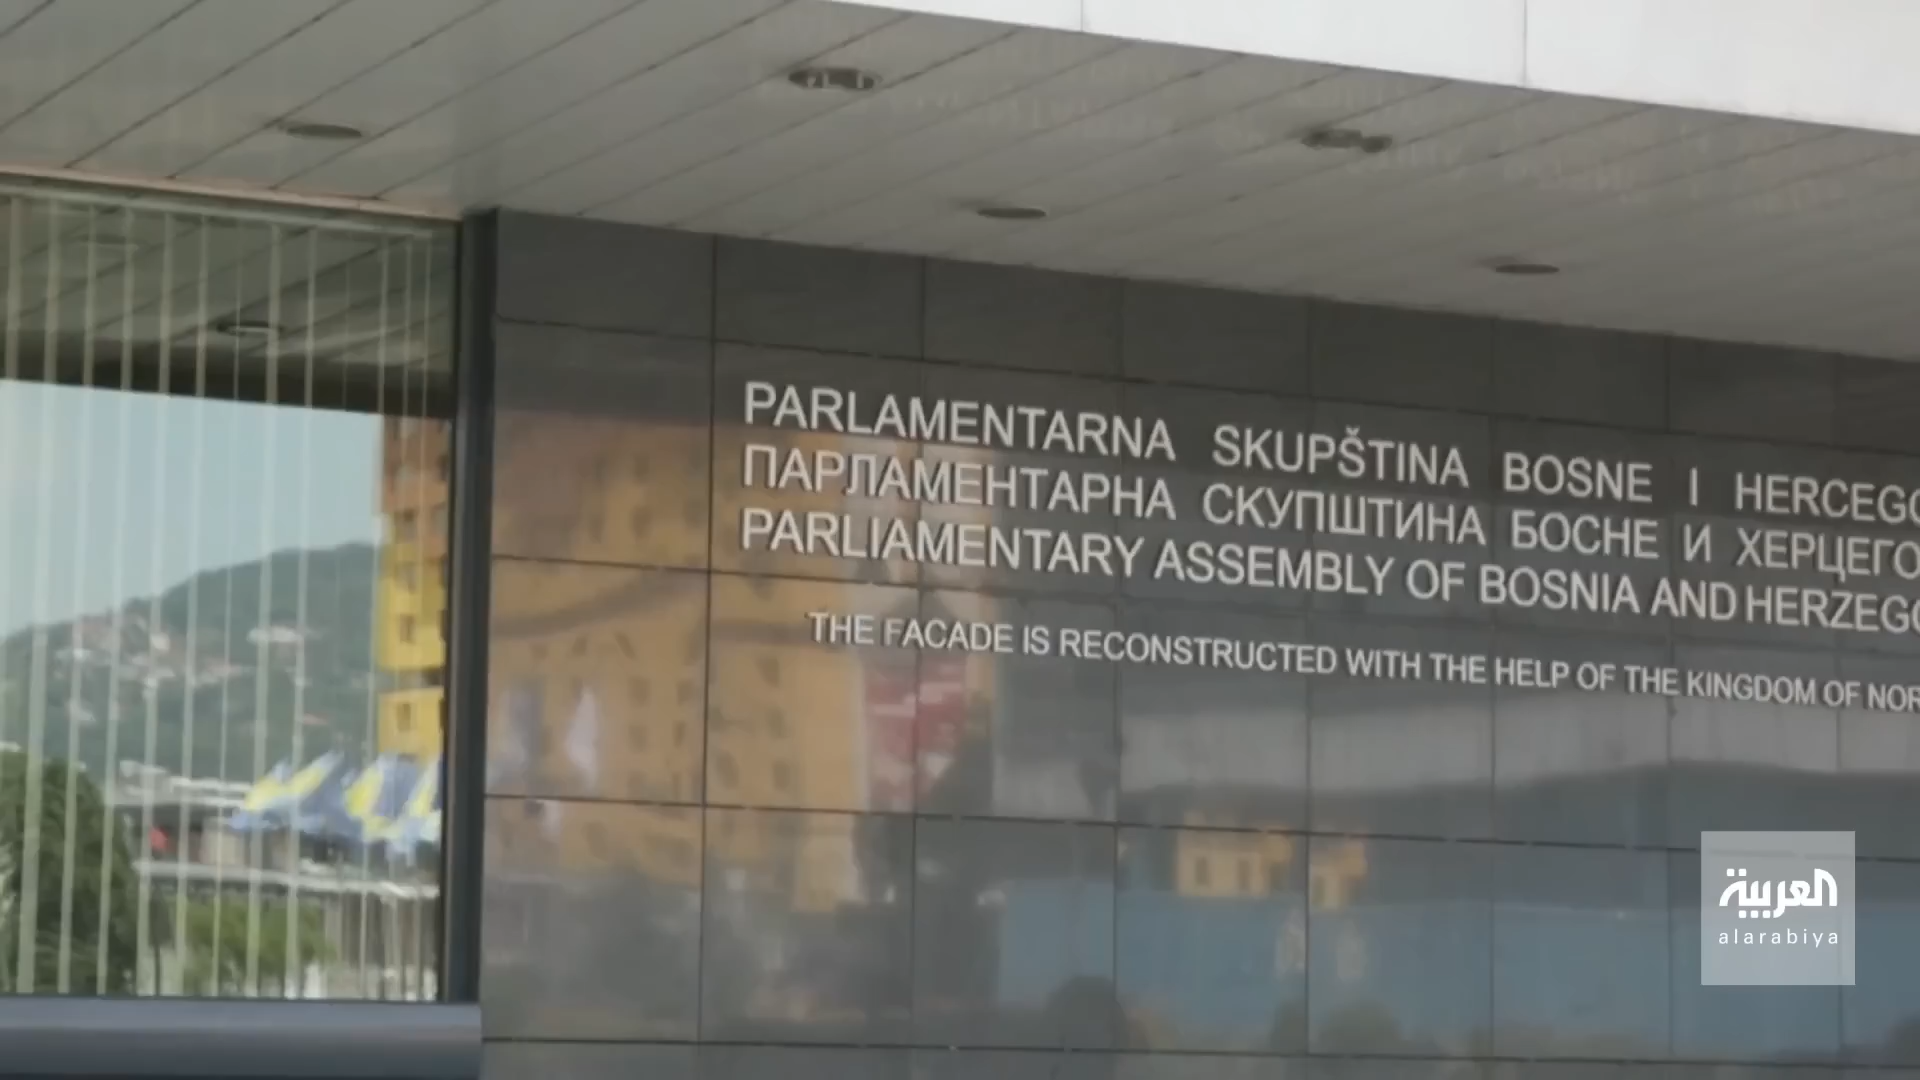 PARLAMENTARNA SKUPŠTINA BOSNE I HERCEGO
ПАРЛАМЕНТАРНА СКУПШТИНА БОСНЕ И ХЕРЦЕГО
PARLIAMENTARY ASSEMBLY OF BOSNIA AND HERZEGO
THE FACADE IS RECONSTRUCTED WITH THE HELP OF THE KINGDOM OF NOR
العربية
alarabiya